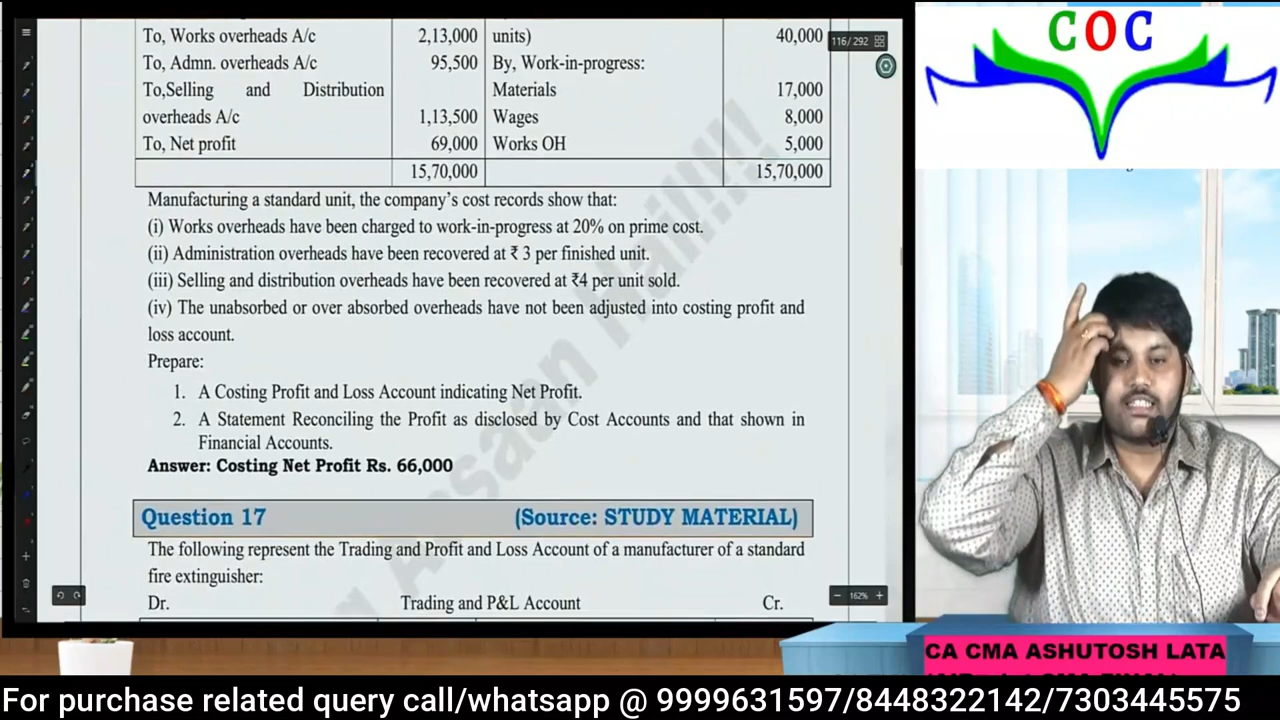 To, Works overheads A/c 2,13,000 units) 40,000
116/ 292
To, Admn. overheads A/c 95,500 By, Work-in-progress:
To,Selling and Distribution Materials 17,000
overheads A/c 1,13,500 Wages 8,000
To, Net profit 69,000 Works OH 5,000
15,70,000 15,70,000
Manufacturing a standard unit, the company's cost records show that:
(i) Works overheads have been charged to work-in-progress at 20% on prime cost.
(ii) Administration overheads have been recovered at ₹ 3 per finished unit.
(iii) Selling and distribution overheads have been recovered at ₹4 per unit sold.
(iv) The unabsorbed or over absorbed overheads have not been adjusted into costing profit and
loss account.
Prepare:
1. A Costing Profit and Loss Account indicating Net Profit.
2. A Statement Reconciling the Profit as disclosed by Cost Accounts and that shown in
Financial Accounts.
Answer: Costing Net Profit Rs. 66,000
Question 17 (Source: STUDY MATERIAL)
The following represent the Trading and Profit and Loss Account of a manufacturer of a standard
fire extinguisher:
Dr. Trading and P&L Account Cr.
162%
COC
CA CMA ASHUTOSH LATA
For purchase related query call/whatsapp @ 9999631597/8448322142/7303445575